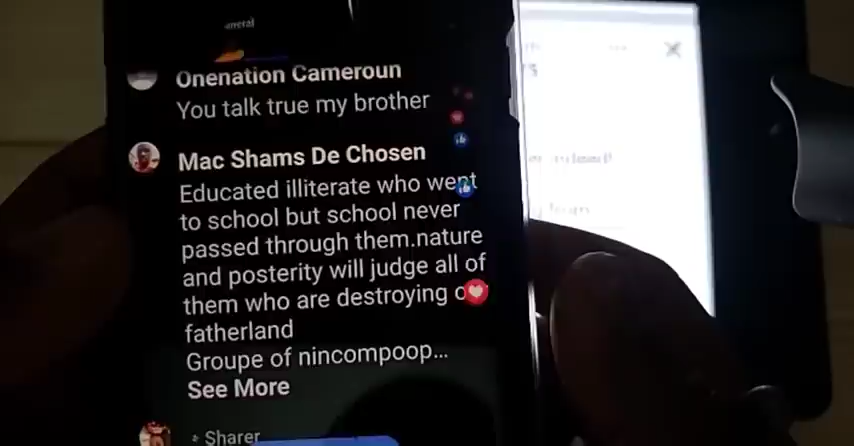 Onenation Cameroun
You talk true my brother
Mac Shams De Chosen
Educated illiterate who went
to school but school never
passed through them.nature
and posterity will judge all of
them who are destroying
fatherland
Groupe of nincompoop...
See More
Sharer